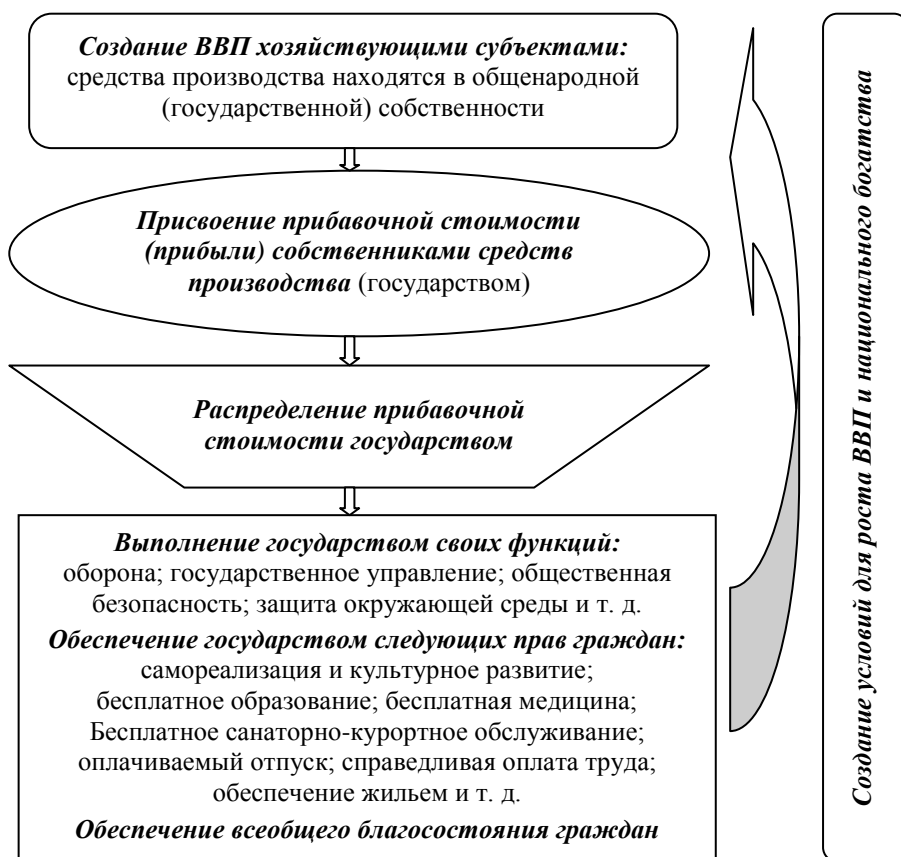 Создание ВВП хозяйствующими субъектами:
средства производства находятся в общенародной
(государственной) собственности
Присвоение прибавочной стоимости
(прибыли) собственниками средств
производства (государством)
Распределение прибавочной
стоимости государством
Выполнение государством своих функций:
оборона; государственное управление; общественная
безопасность; защита окружающей среды и т. д.
Обеспечение государством следующих прав граждан:
самореализация и культурное развитие;
бесплатное образование; бесплатная медицина;
Бесплатное санаторно-курортное обслуживание;
оплачиваемый отпуск; справедливая оплата труда;
обеспечение жильем и т. д.
Обеспечение всеобщего благосостояния граждан
Создание условий для роста ВВП и национального богатства